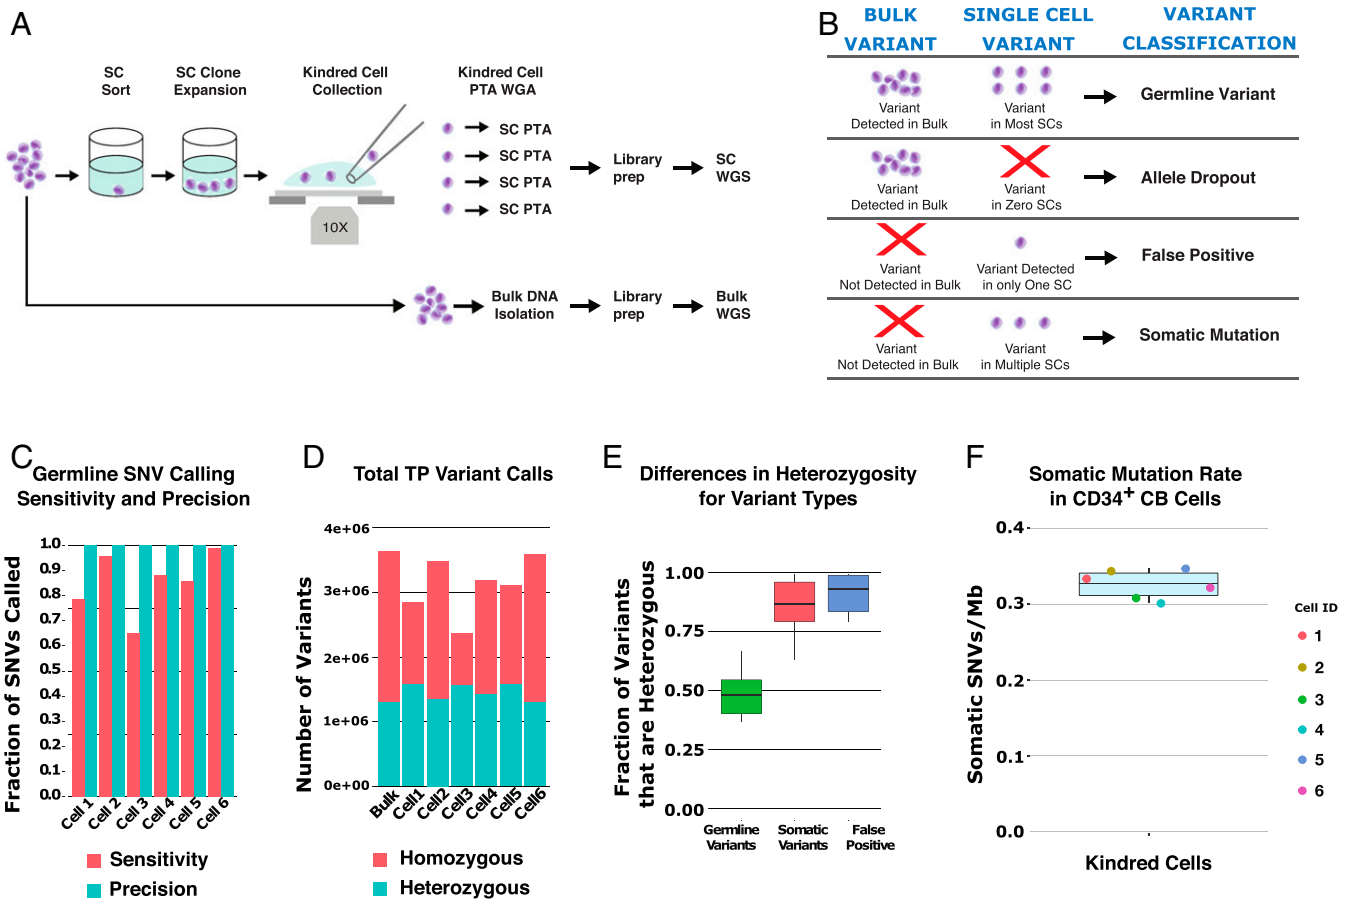 A
SC
Sort
SC Clone
Expansion
Kindred Cell
Collection
Kindred Cell
PTA WGA
SC PTA
SC PTA
SC PTA
SC PTA
Library
prep
SC
WGS
10X
Bulk DNA
Isolation
Library
prep
Bulk
WGS
B
BULK
VARIANT
SINGLE CELL
VARIANT
VARIANT
CLASSIFICATION
Variant
Detected in Bulk
Variant
in Most SCs
Germline Variant
Variant
Detected in Bulk
Variant
in Zero SCs
Allele Dropout
Variant
Not Detected in Bulk
Variant Detected
in only One SC
False Positive
Variant
Not Detected in Bulk
Variant
in Multiple SCs
Somatic Mutation
C
Germline SNV Calling
Sensitivity and Precision
Fraction of SNVs Called
1.0
0.9
0.8
0.7
0.6
0.5
0.4
0.3
0.2
0.1
0.0
Cell 1
Cell 2
Cell 3
Cell 4
Cell 5
Cell 6
Sensitivity
Precision
D
Total TP Variant Calls
Number of Variants
4e+06
3e+06
2e+06
1e+06
0e+00
Bulk
Cell1
Cell2
Cell3
Cell4
Cell5
Cell6
Homozygous
Heterozygous
E
Differences in Heterozygosity
for Variant Types
Fraction of Variants
that are Heterozygous
1.00
0.75
0.50
0.25
0.00
Germline
Variants
Somatic
Variants
False
Positive
F
Somatic Mutation Rate
in CD34+ CB Cells
Somatic SNVs/Mb
0.4
0.3
0.2
0.1
0.0
Kindred Cells
Cell ID
1
2
3
4
5
6